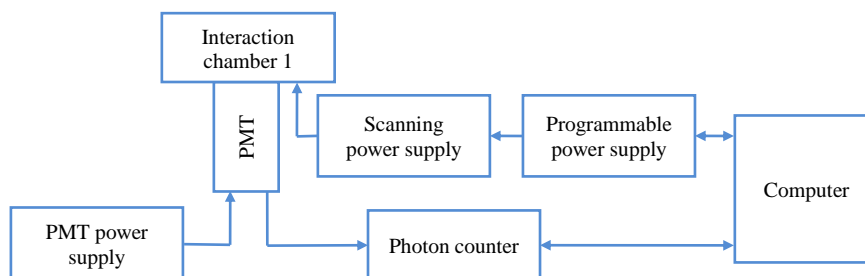 Interaction
chamber 1
PMT
Scanning
power supply
Programmable
power supply
Computer
PMT power
supply
Photon counter